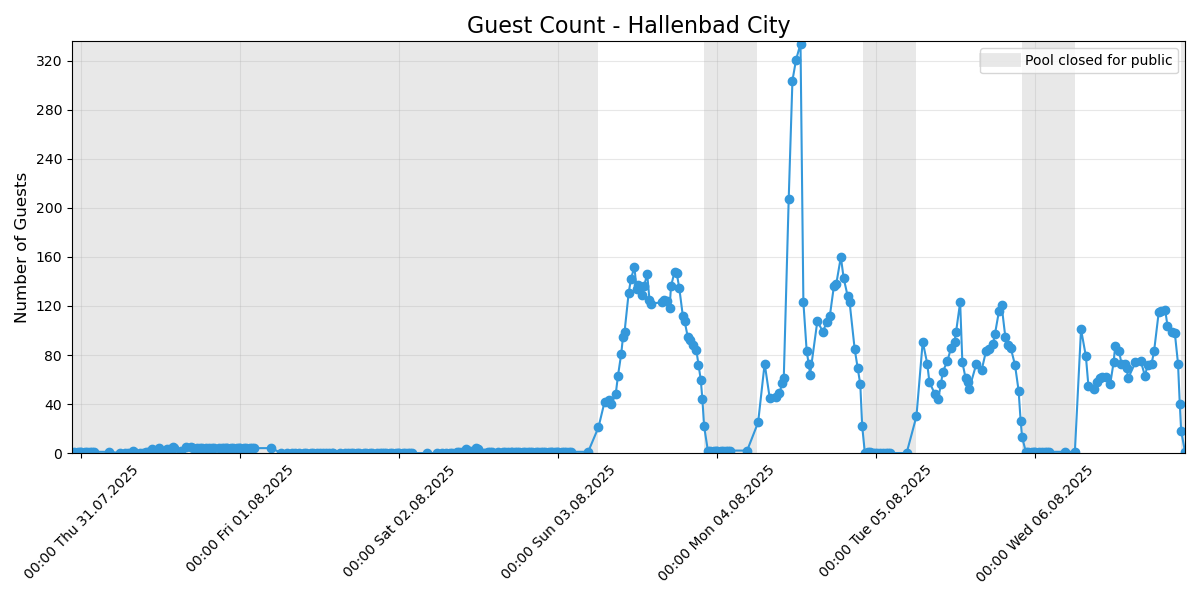 Guest Count - Hallenbad City
Pool closed for public
Number of Guests
320
280
240
200
160
120
80
40
0
00:00 Thu 31.07.2025
00:00 Fri 01.08.2025
00:00 Sat 02.08.2025
00:00 Sun 03.08.2025
00:00 Mon 04.08.2025
00:00 Tue 05.08.2025
00:00 Wed 06.08.2025